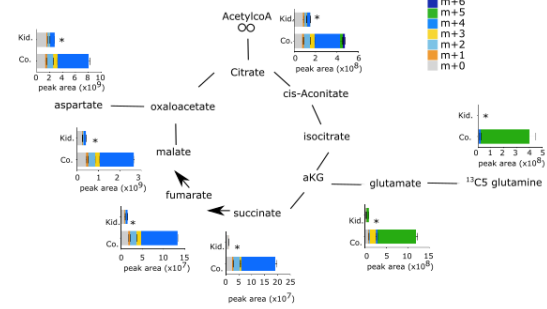 AcetylcoA
m+6
m+5
m+4
m+3
m+2
m+1
m+0
Kid. *
Co.
0 2 4 6 8 10
peak area (x10⁹)
Kid. *
Co.
0 2 4 6
peak area (x10⁸)
Citrate
cis-Aconitate
aspartate
oxaloacetate
isocitrate
Kid. *
Co.
0 1 2 3 4 5
peak area (x10⁸)
Kid. *
Co.
0 1 2 3
peak area (x10⁹)
malate
aKG
glutamate
¹³C5 glutamine
fumarate
succinate
Kid. *
Co.
0 5 10 15
peak area (x10⁷)
Kid. *
Co.
0 5 10 15 20 25
peak area (x10⁷)
Kid. *
Co.
0 5 10 15
peak area (x10⁸)